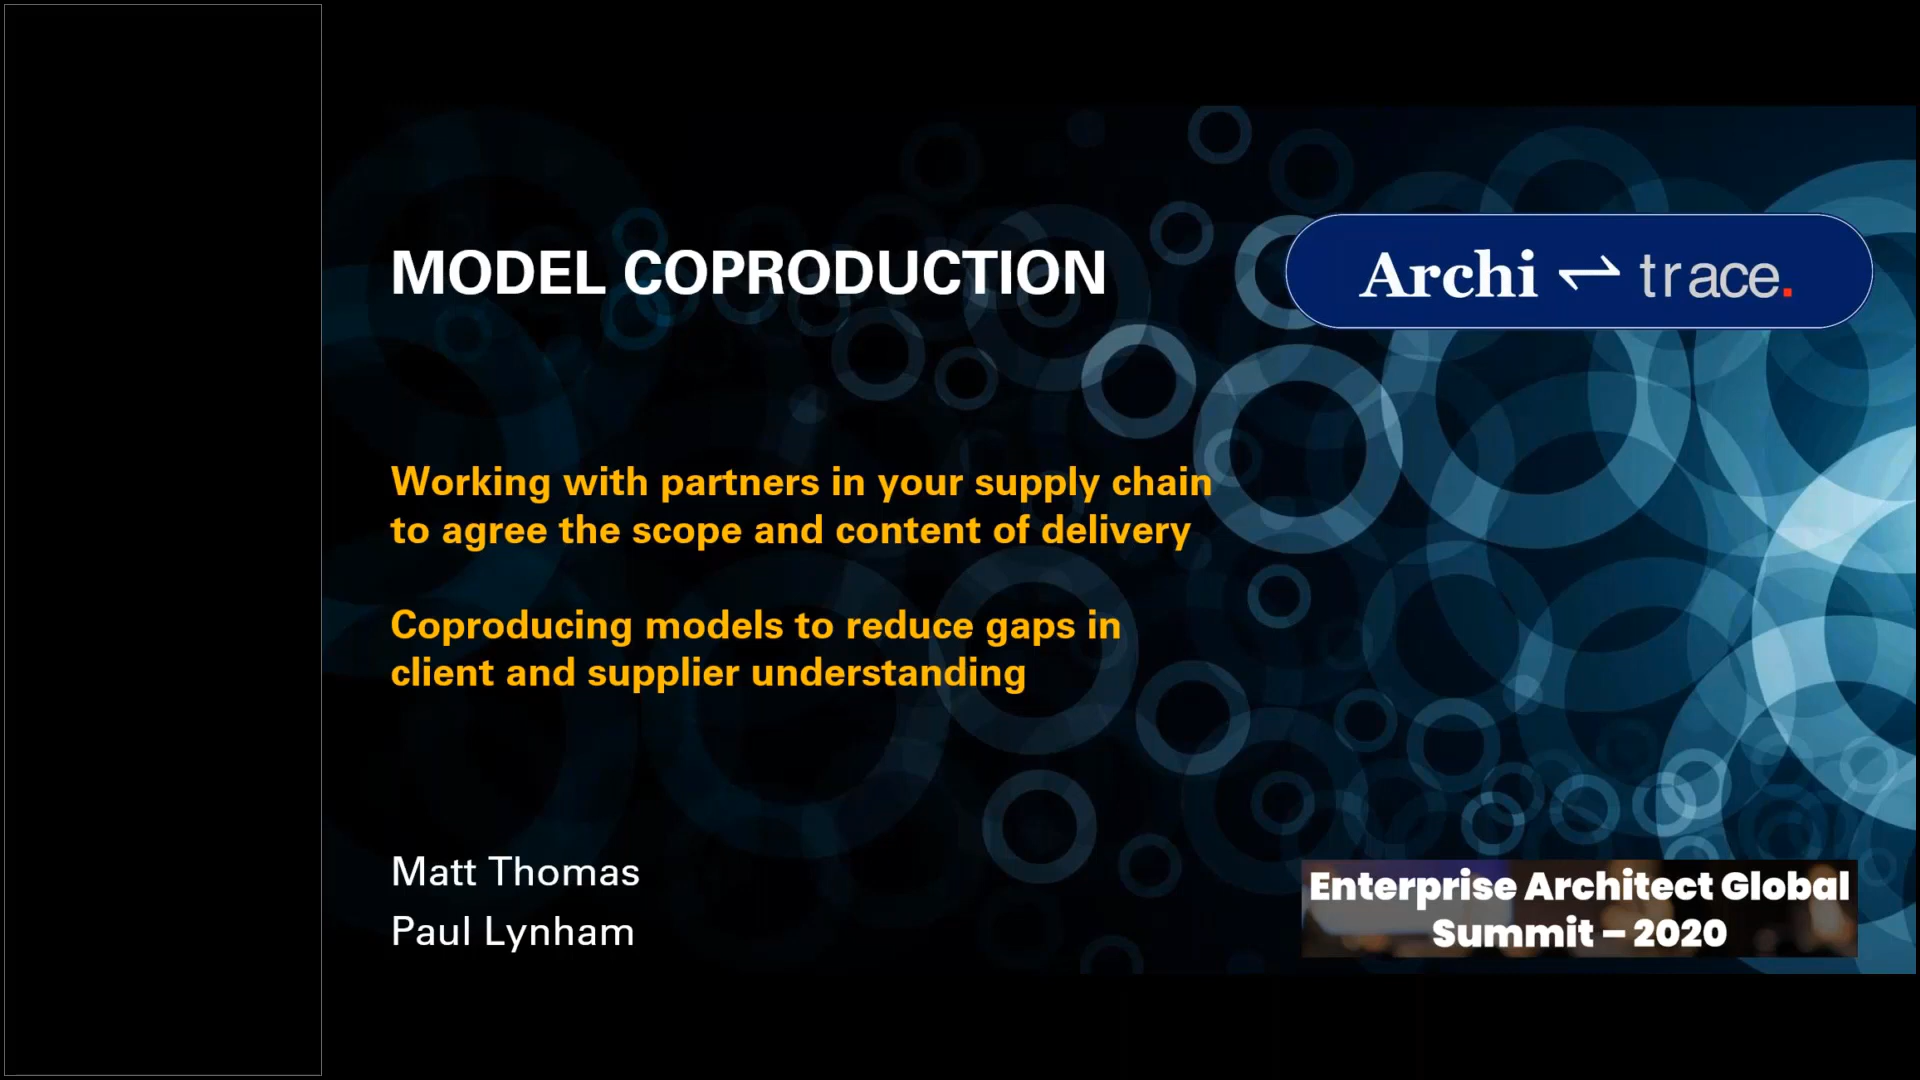 MODEL COPRODUCTION
Archi ⇌ trace.
Working with partners in your supply chain
to agree the scope and content of delivery
Coproducing models to reduce gaps in
client and supplier understanding
Matt Thomas
Paul Lynham
Enterprise Architect Global
Summit – 2020